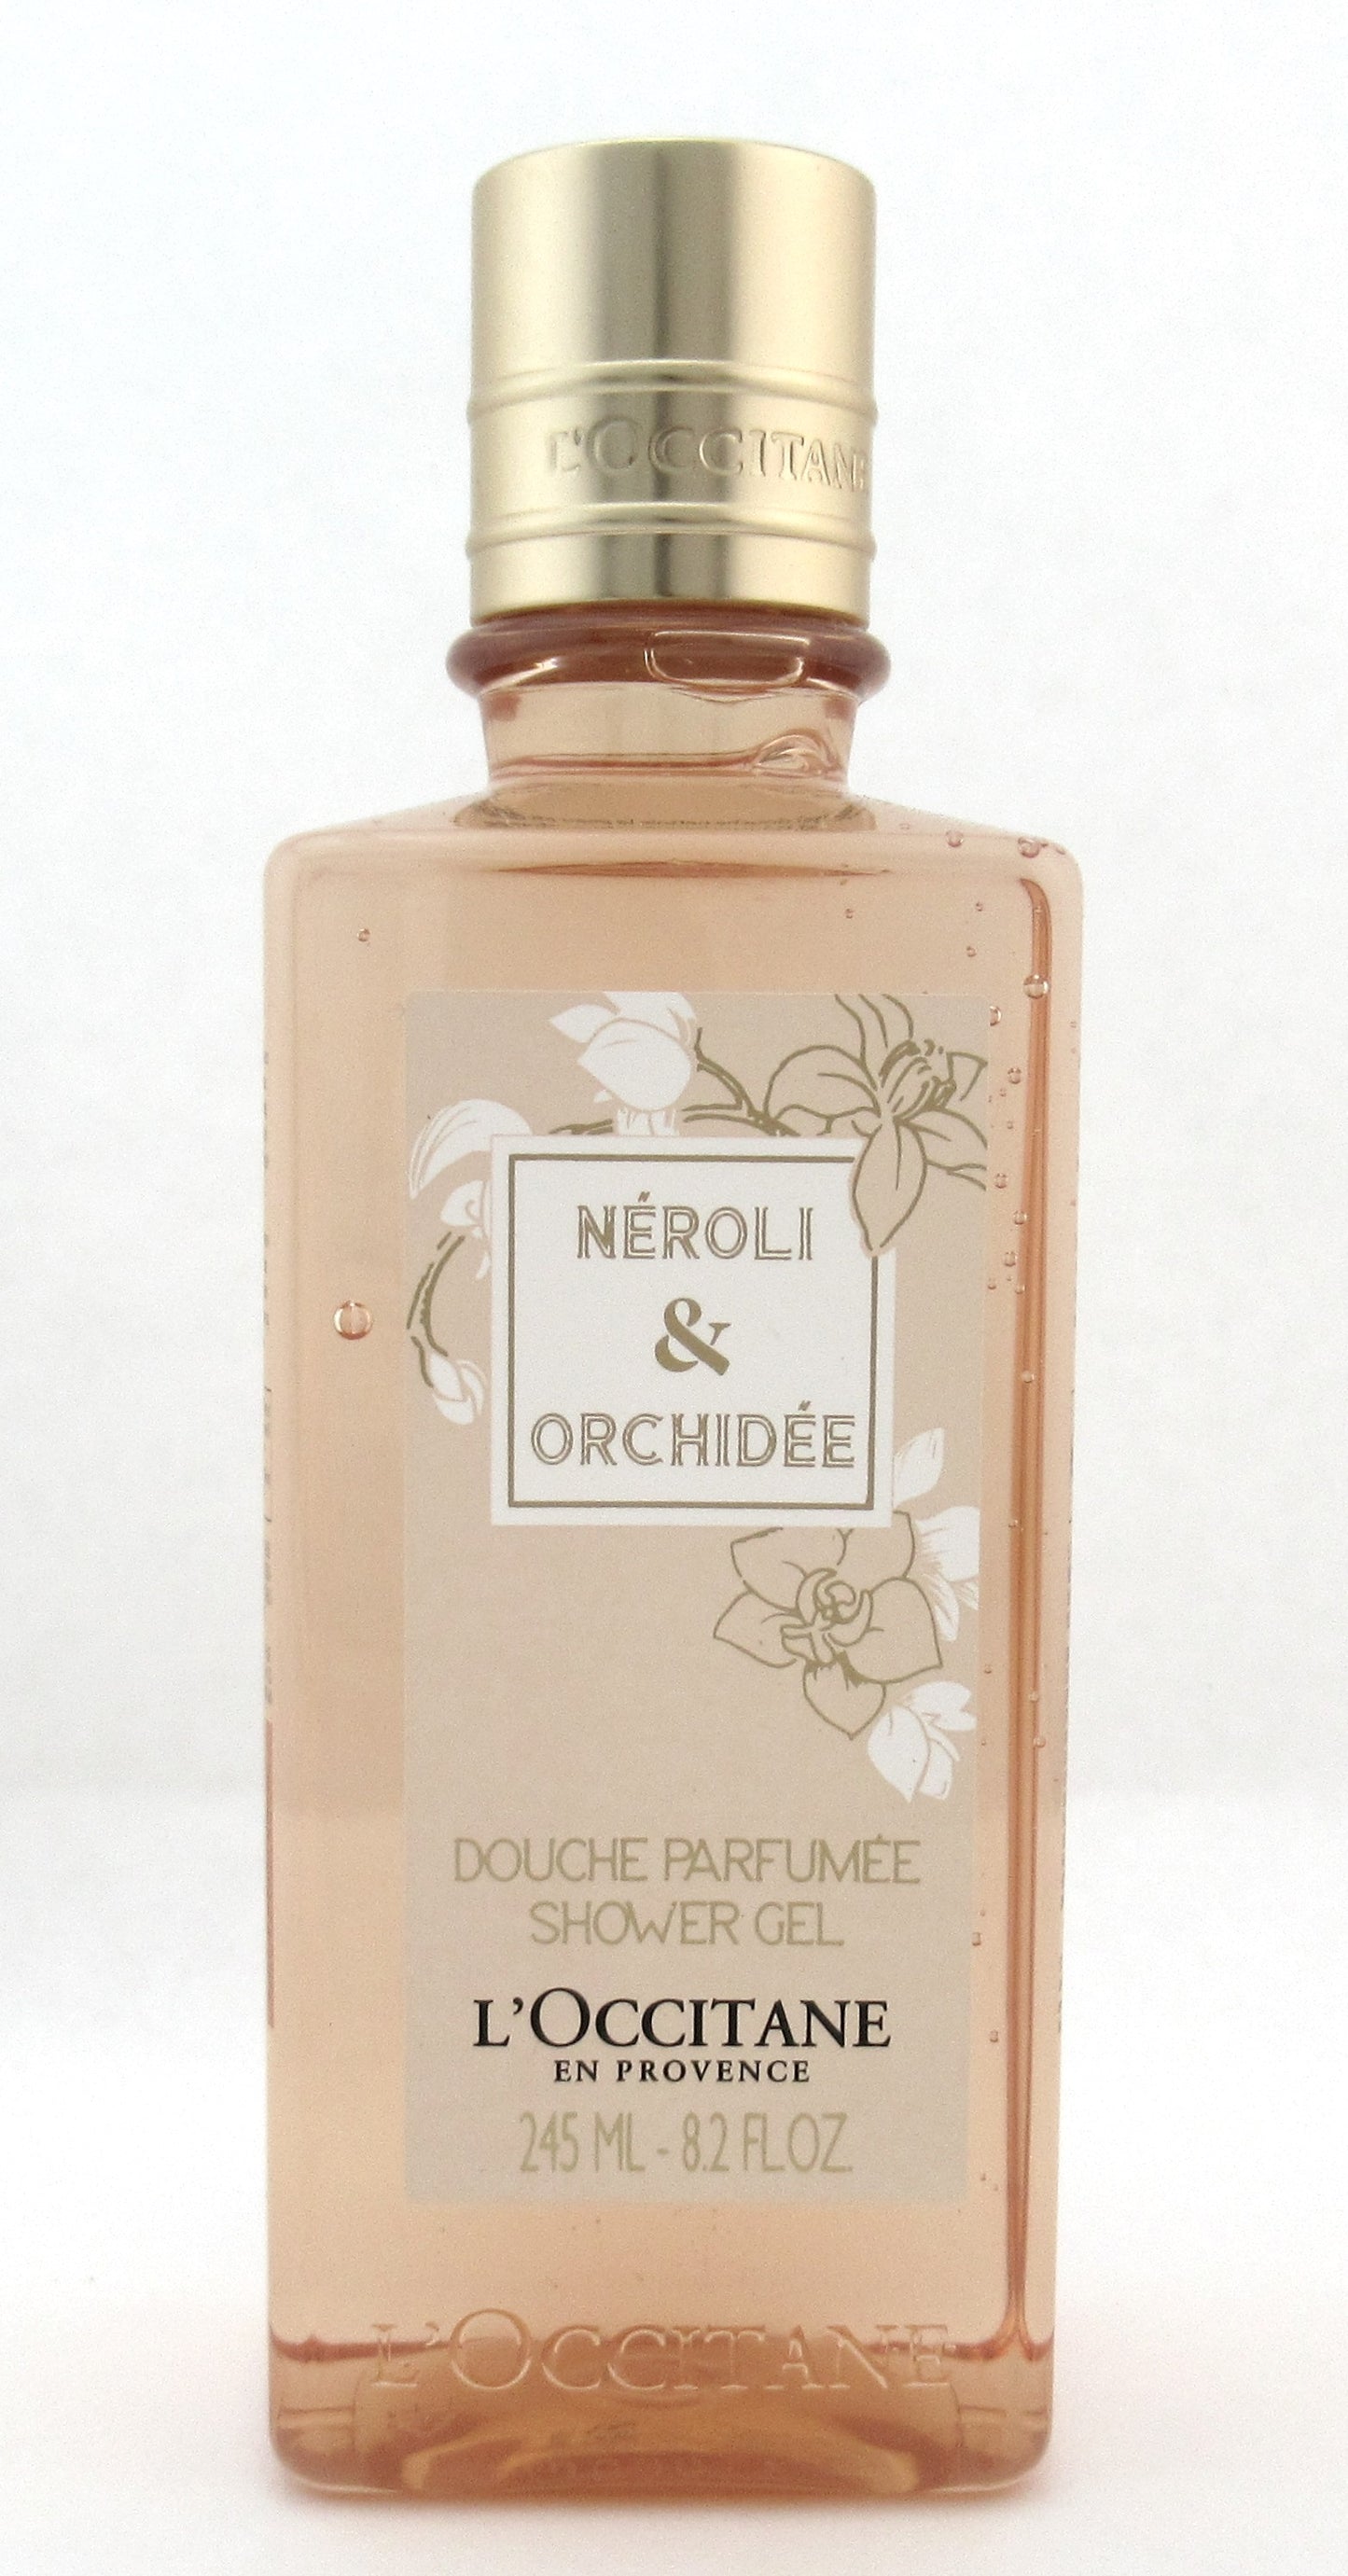 L'OCCITANE
NÉROLI
&
ORCHIDÉE
DOUCHE PARFUMÉE
SHOWER GEL
L'OCCITANE
EN PROVENCE
245 ML - 8.2 FL.OZ.
L'OCCITANE